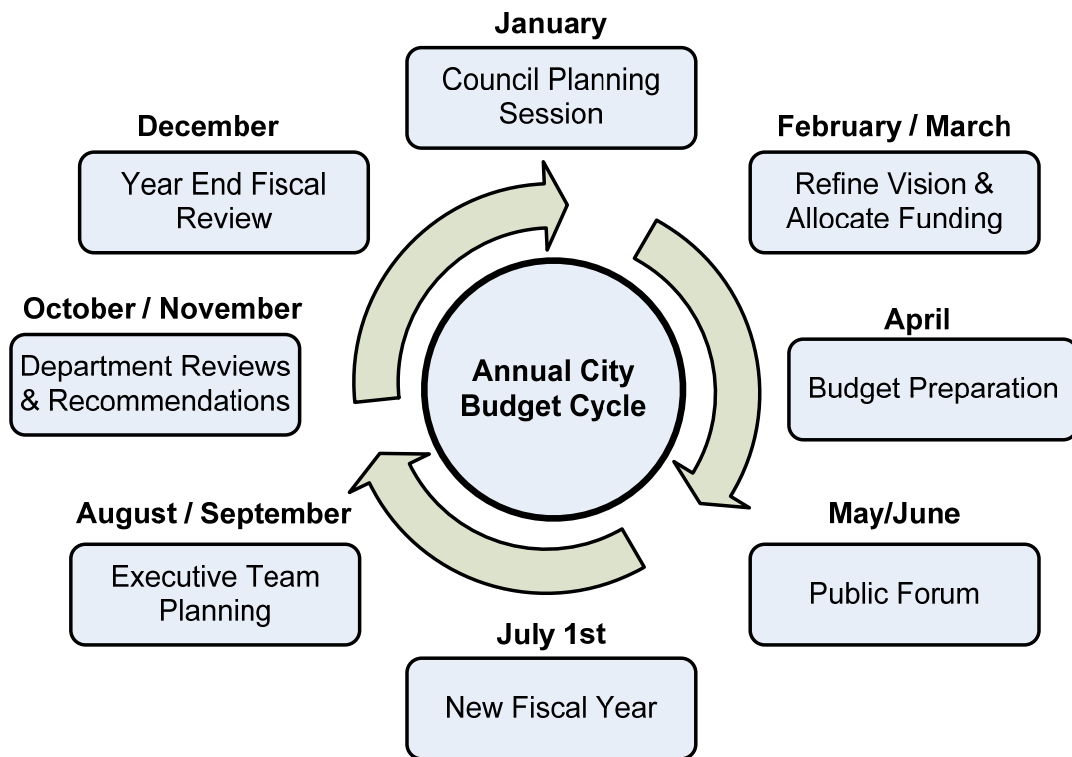 January
Council Planning
Session
February / March
Refine Vision &
Allocate Funding
April
Budget Preparation
May/June
Public Forum
July 1st
New Fiscal Year
August / September
Executive Team
Planning
October / November
Department Reviews
& Recommendations
December
Year End Fiscal
Review
Annual City
Budget Cycle